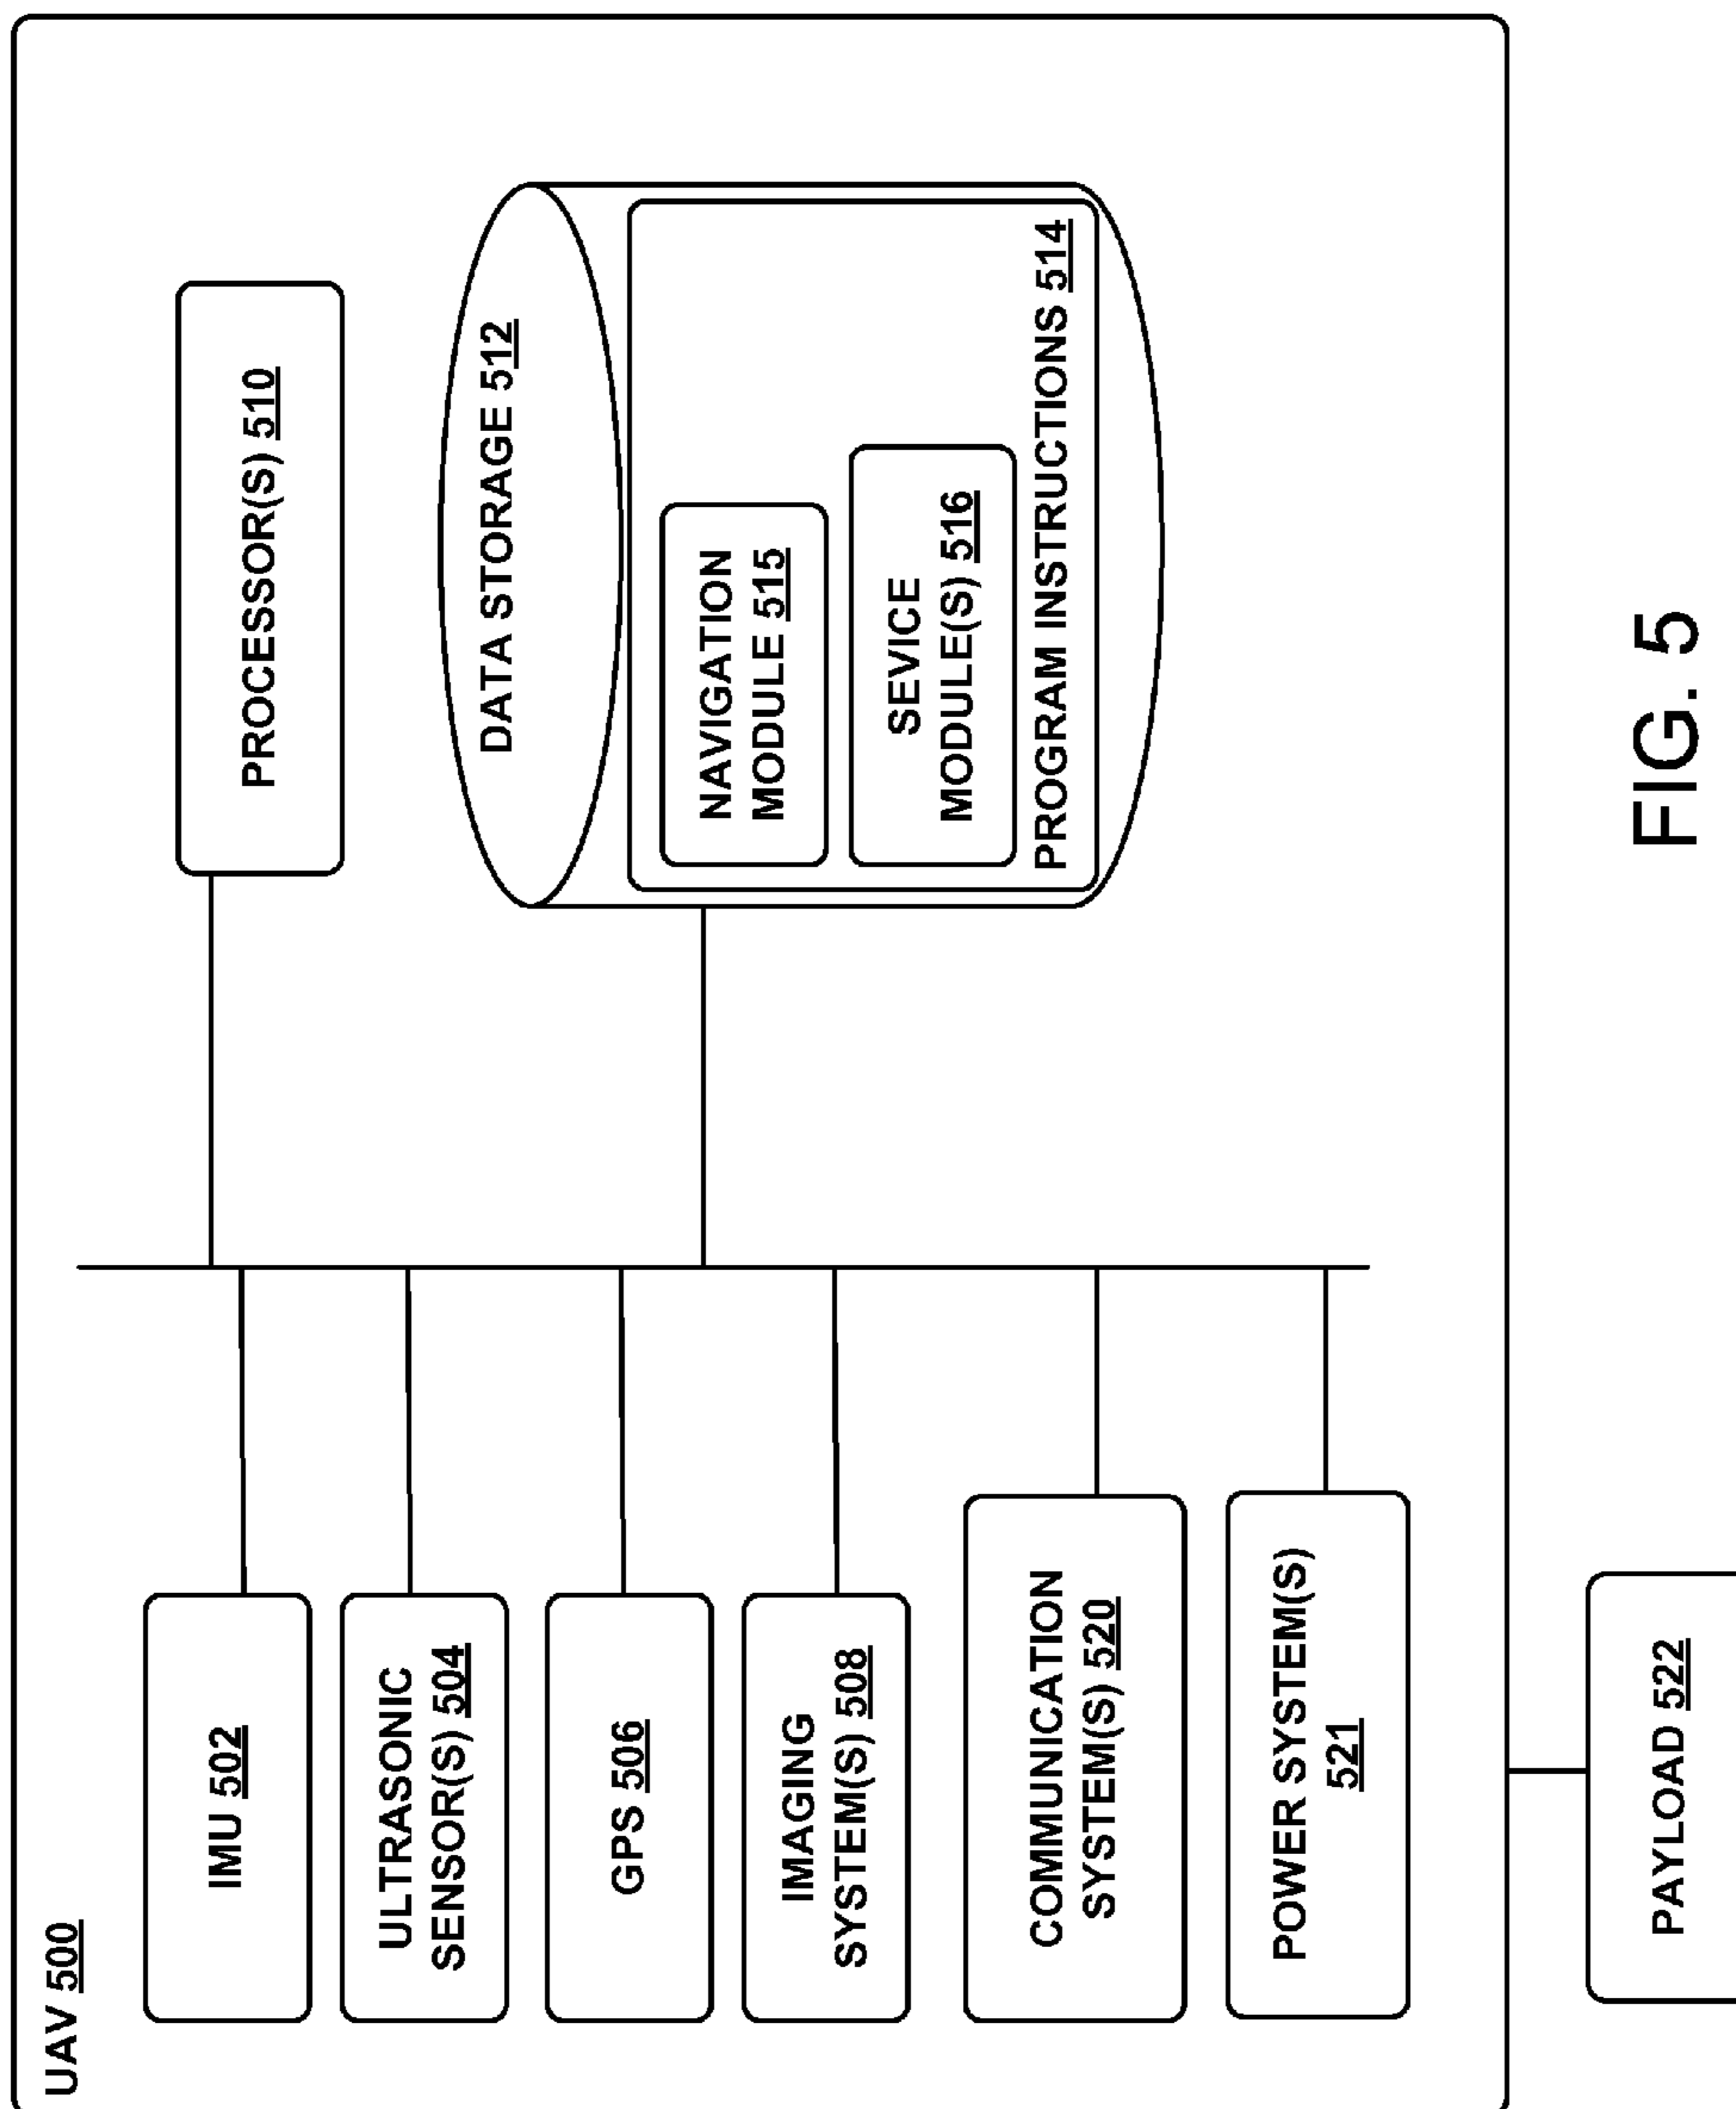 UAV 500
IMU 502
ULTRASONIC
SENSOR(S) 504
GPS 506
IMAGING
SYSTEM(S) 508
COMMUNICATION
SYSTEM(S) 520
POWER SYSTEM(S)
521
PROCESSOR(S) 510
DATA STORAGE 512
NAVIGATION
MODULE 515
SEVICE
MODULE(S) 516
PROGRAM INSTRUCTIONS 514
PAYLOAD 522
FIG. 5